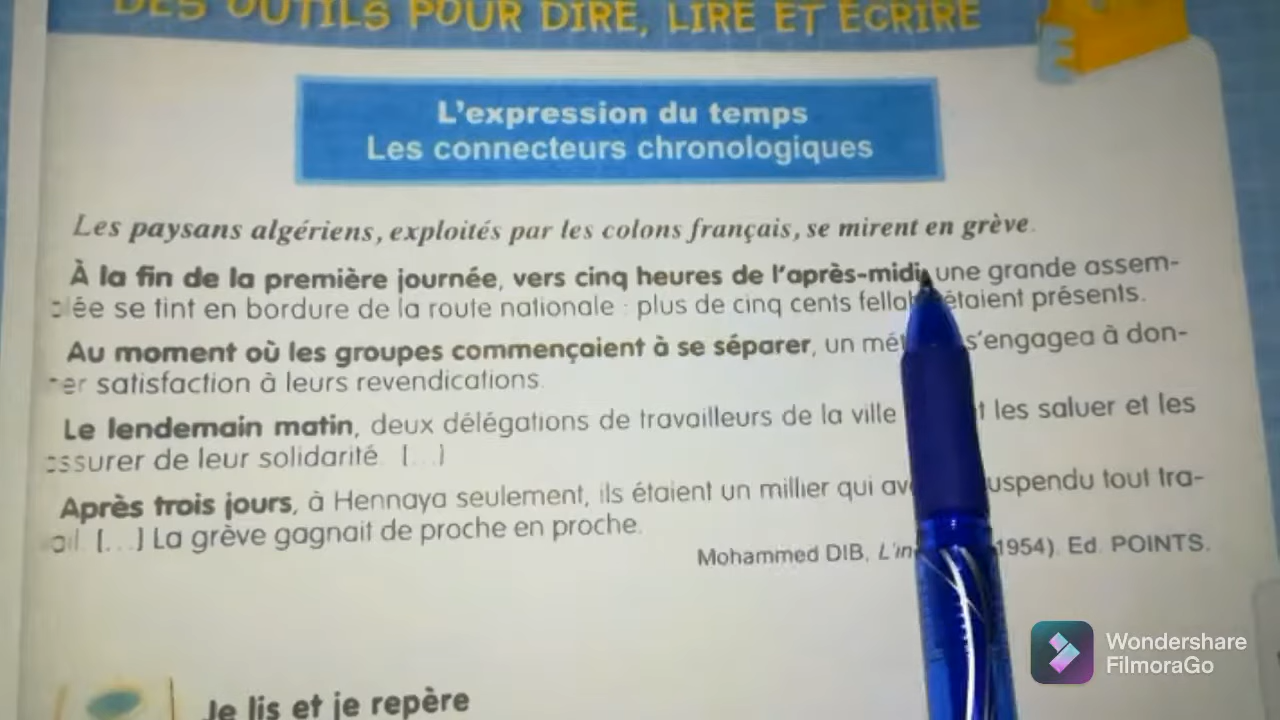 DES OUTILS POUR DIRE, LIRE ET ÉCRIRE
L'expression du temps
Les connecteurs chronologiques
Les paysans algériens, exploités par les colons français, se mirent en grève.
À la fin de la première journée, vers cinq heures de l'après-midi, une grande assem-
lée se tint en bordure de la route nationale : plus de cinq cents étaient présents.
Au moment où les groupes commençaient à se séparer, un s'engagea à don-
er satisfaction à leurs revendications.
Le lendemain matin, deux délégations de travailleurs de la ville les saluer et les
ssurer de leur solidarité. [...]
Après trois jours, à Hennaya seulement, ils étaient un millier qui tout tra-
ail. [...] La grève gagnait de proche en proche.
Mohammed DIB, 1954). Ed. POINTS.
Je lis et je repère
Wondershare
FilmoraGo